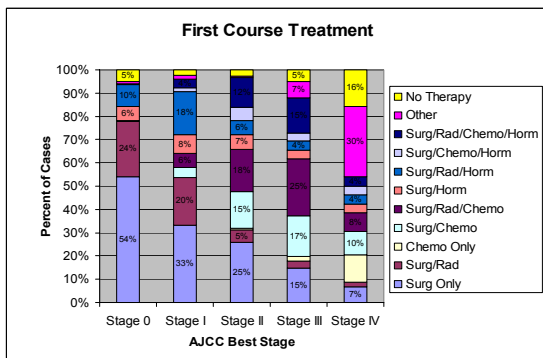 First Course Treatment
Percent of Cases
100%
90%
80%
70%
60%
50%
40%
30%
20%
10%
0%
5%
10%
6%
24%
54%
18%
8%
6%
20%
33%
6%
7%
18%
15%
5%
25%
5%
7%
4%
25%
17%
15%
16%
30%
4%
8%
10%
7%
Stage 0 Stage I Stage II Stage III Stage IV
AJCC Best Stage
No Therapy
Other
Surg/Rad/Chemo/Horm
Surg/Chemo/Horm
Surg/Rad/Horm
Surg/Horm
Surg/Rad/Chemo
Surg/Chemo
Chemo Only
Surg/Rad
Surg Only